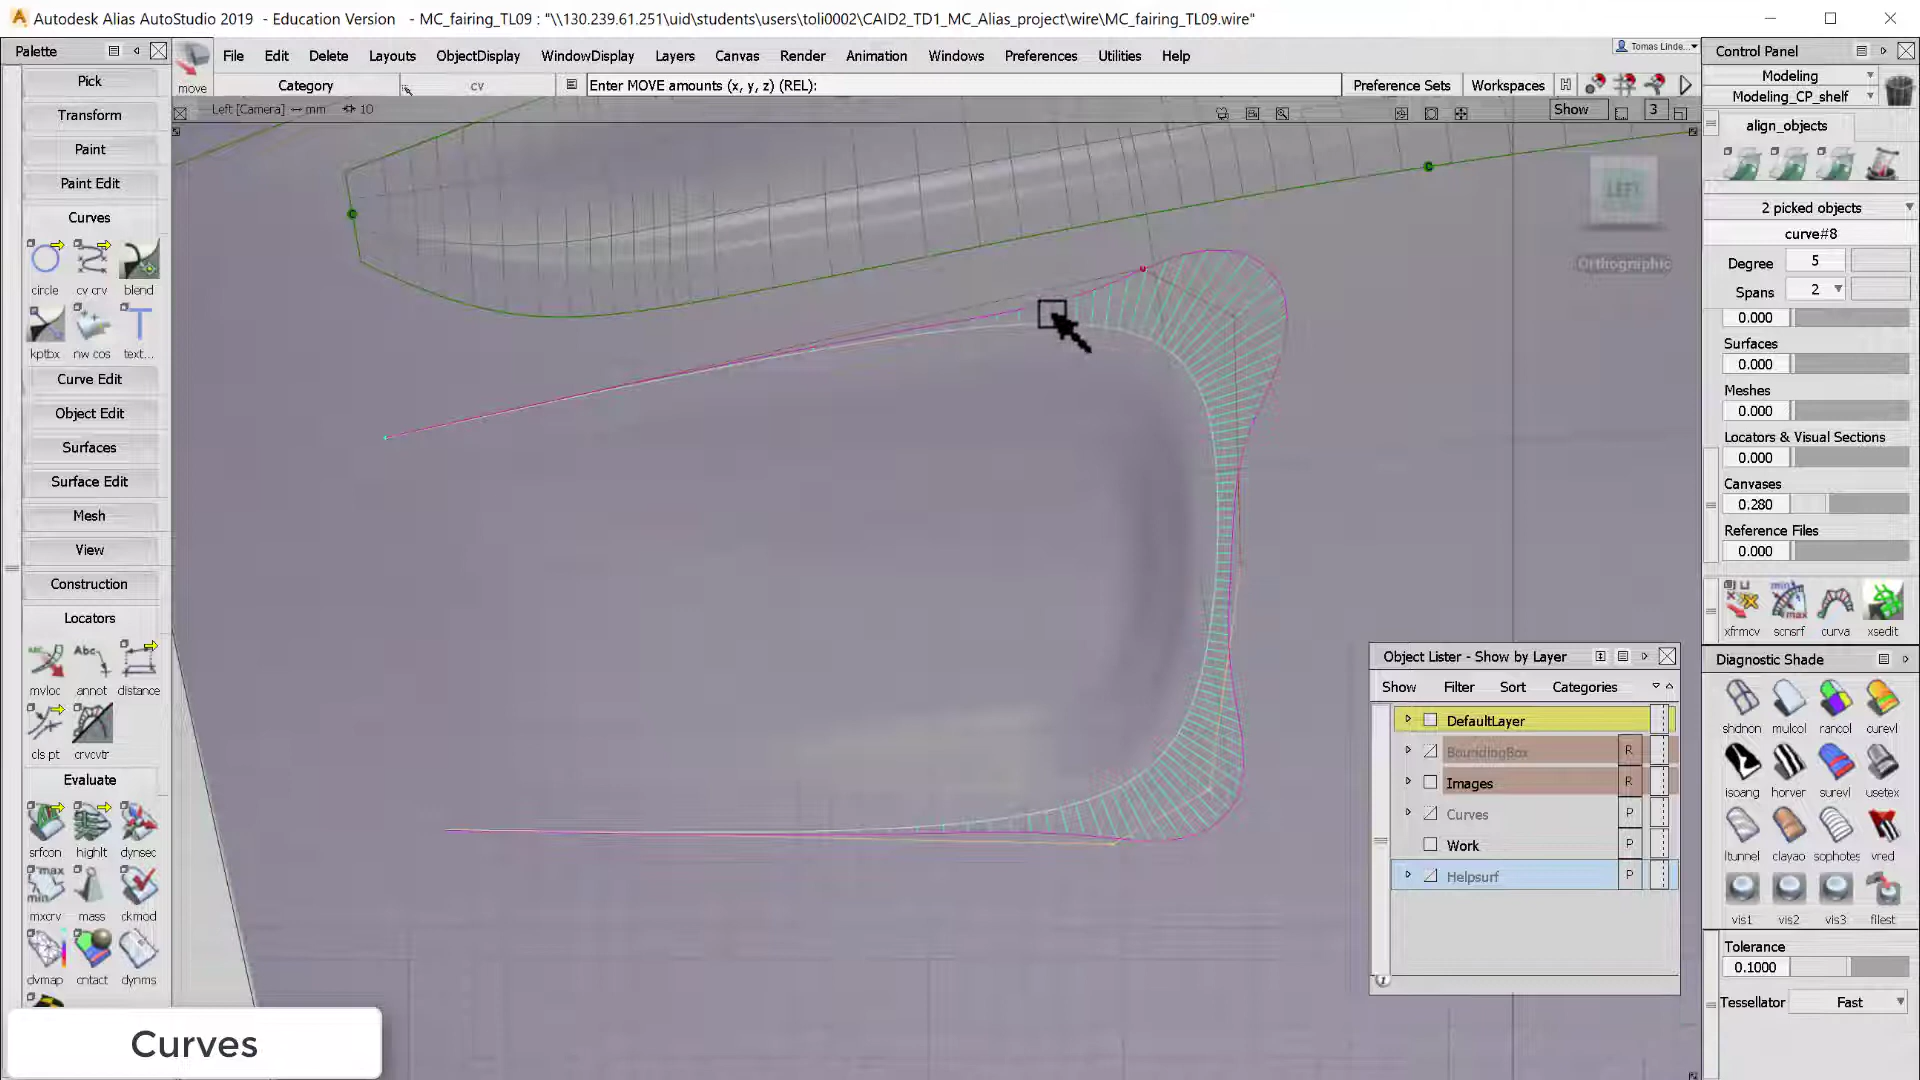 Autodesk Alias AutoStudio 2019 - Education Version - MC_fairing_TL09 : "\\130.239.61.251\uid\students\users\toli0002\CAID2_TD1_MC_Alias_project\wire\MC_fairing_TL09.wire"
Palette
File Edit Delete Layouts ObjectDisplay WindowDisplay Layers Canvas Render Animation Windows Preferences Utilities Help
Tomas Linde...
move
Category
cv
Enter MOVE amounts (x, y, z) (REL):
Preference Sets
Workspaces
H
Left [Camera] -- mm 10
Show
3
LEFT
Orthographic
Pick
Transform
Paint
Paint Edit
Curves
circle cv crv blend
kptbx nw cos text...
Curve Edit
Object Edit
Surfaces
Surface Edit
Mesh
View
Construction
Locators
mvloc annot distance
cls pt crvcvtr
Evaluate
srfcon highlt dynsec
mxcrv mass ckmod
dvmap cntact dynms
Curves
Control Panel
Modeling
Modeling_CP_shelf
align_objects
2 picked objects
curve#8
Degree 5
Spans 2
0.000
Surfaces
0.000
Meshes
0.000
Locators & Visual Sections
0.000
Canvases
0.280
Reference Files
0.000
xfrmcv scnsrf curva xsedit
Diagnostic Shade
shdnon mulcol rancol curevl
isoang horver surevl usetex
ltunnel clayao sophotes vred
vis1 vis2 vis3 filest
Tolerance
0.1000
Tessellator Fast
Object Lister - Show by Layer
Show Filter Sort Categories
DefaultLayer
BoundingBox R
Images R
Curves P
Work P
Helpsurf P